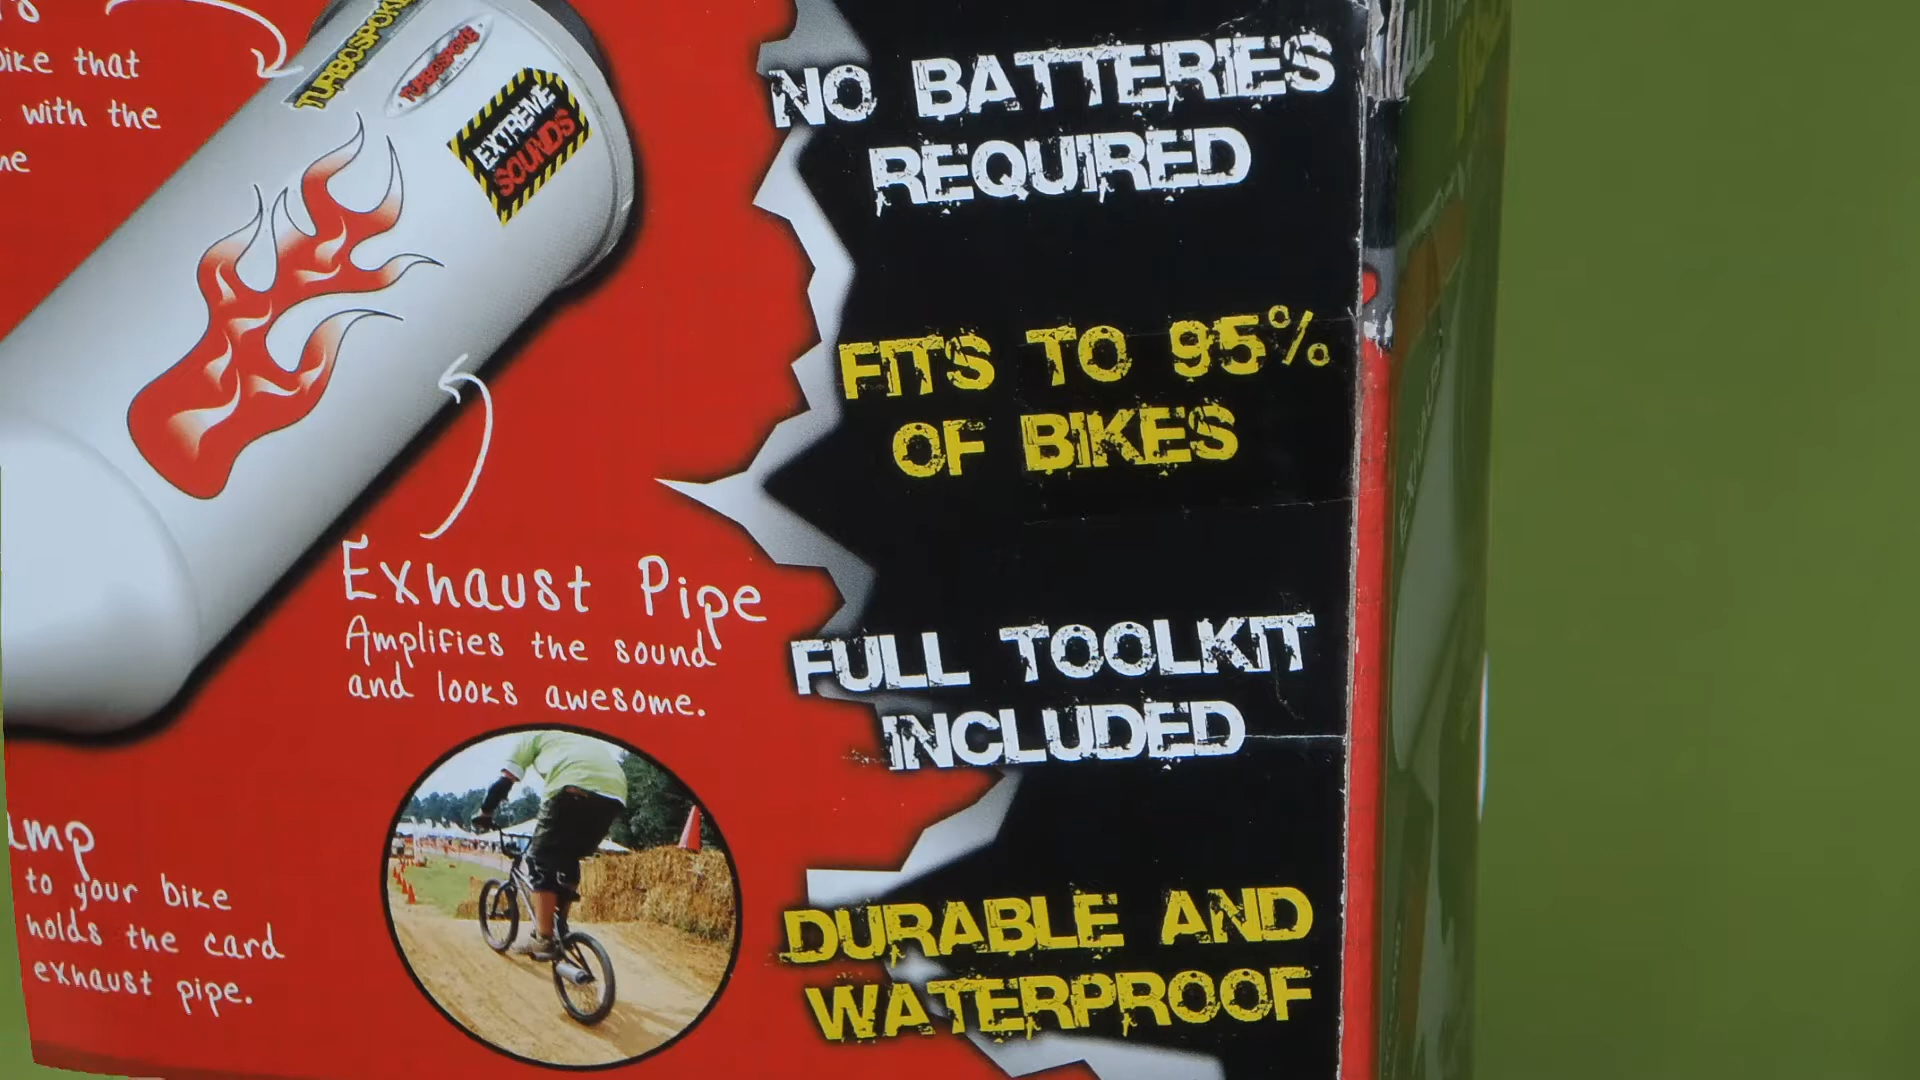 bike that
with the
TURBOSPOKE
TURBOSPOKE
EXTREME
SOUNDS
Exhaust Pipe
Amplifies the sound
and looks awesome.
to your bike
holds the card
exhaust pipe.
NO BATTERIES
REQUIRED
FITS TO 95%
OF BIKES
FULL TOOLKIT
INCLUDED
DURABLE AND
WATERPROOF